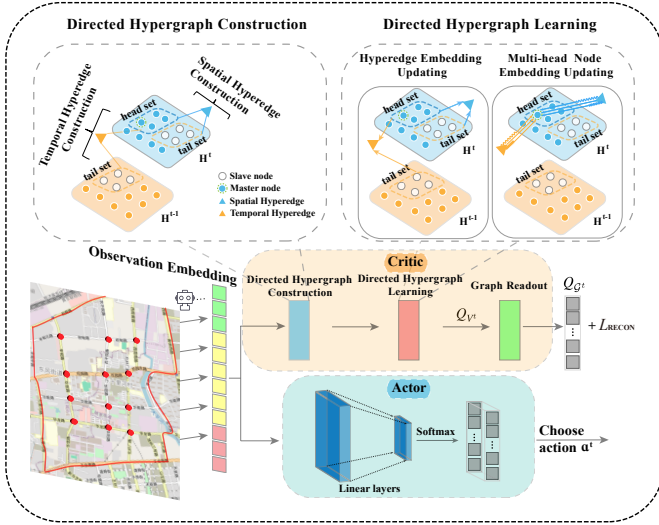 Directed Hypergraph Construction
Directed Hypergraph Learning
Temporal Hyperedge
Construction
Spatial Hyperedge
Construction
head set
tail set
H^t
tail set
H^{t-1}
Slave node
Master node
Spatial Hyperedge
Temporal Hyperedge
Hyperedge Embedding
Updating
head set
tail set
H^t
tail set
H^{t-1}
Multi-head Node
Embedding Updating
head set
tail set
H^t
tail set
H^{t-1}
Observation Embedding
...
Critic
Directed Hypergraph
Construction
Directed Hypergraph
Learning
Q_{V^t}
Graph Readout
Q_{\mathcal{G}^t}
+ L_{RECON}
Actor
Linear layers
Softmax
Choose
action a^t